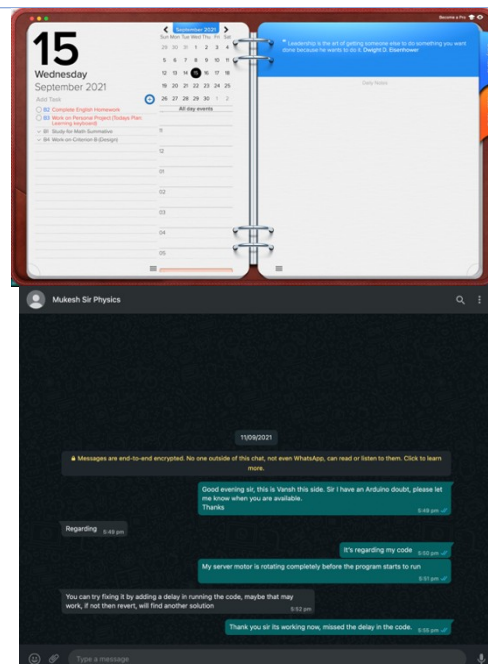 Become a Pro
15
Wednesday
September 2021
Add Task
B2 Complete English Homework
B3 Work on Personal Project (Todays Plan:
Learning keyboard)
B1 Study for Math Summative
B4 Work on Criterion B (Design)
September 2021
Sun Mon Tue Wed Thu Fri Sat
29 30 31 1 2 3 4
5 6 7 8 9 10 11
12 13 14 15 16 17 18
19 20 21 22 23 24 25
26 27 28 29 30 1 2
All-day events
11
12
01
02
03
04
05
" Leadership is the art of getting someone else to do something you want
done because he wants to do it. Dwight D. Eisenhower
Daily Notes
Mukesh Sir Physics
11/09/2021
Messages are end-to-end encrypted. No one outside of this chat, not even WhatsApp, can read or listen to them. Click to learn
more.
Good evening sir, this is Vansh this side. Sir I have an Arduino doubt, please let
me know when you are available.
Thanks
5:49 pm
Regarding 5:49 pm
It's regarding my code 5:50 pm
My server motor is rotating completely before the program starts to run
5:51 pm
You can try fixing it by adding a delay in running the code, maybe that may
work, if not then revert, will find another solution
5:52 pm
Thank you sir its working now, missed the delay in the code. 5:55 pm
Type a message